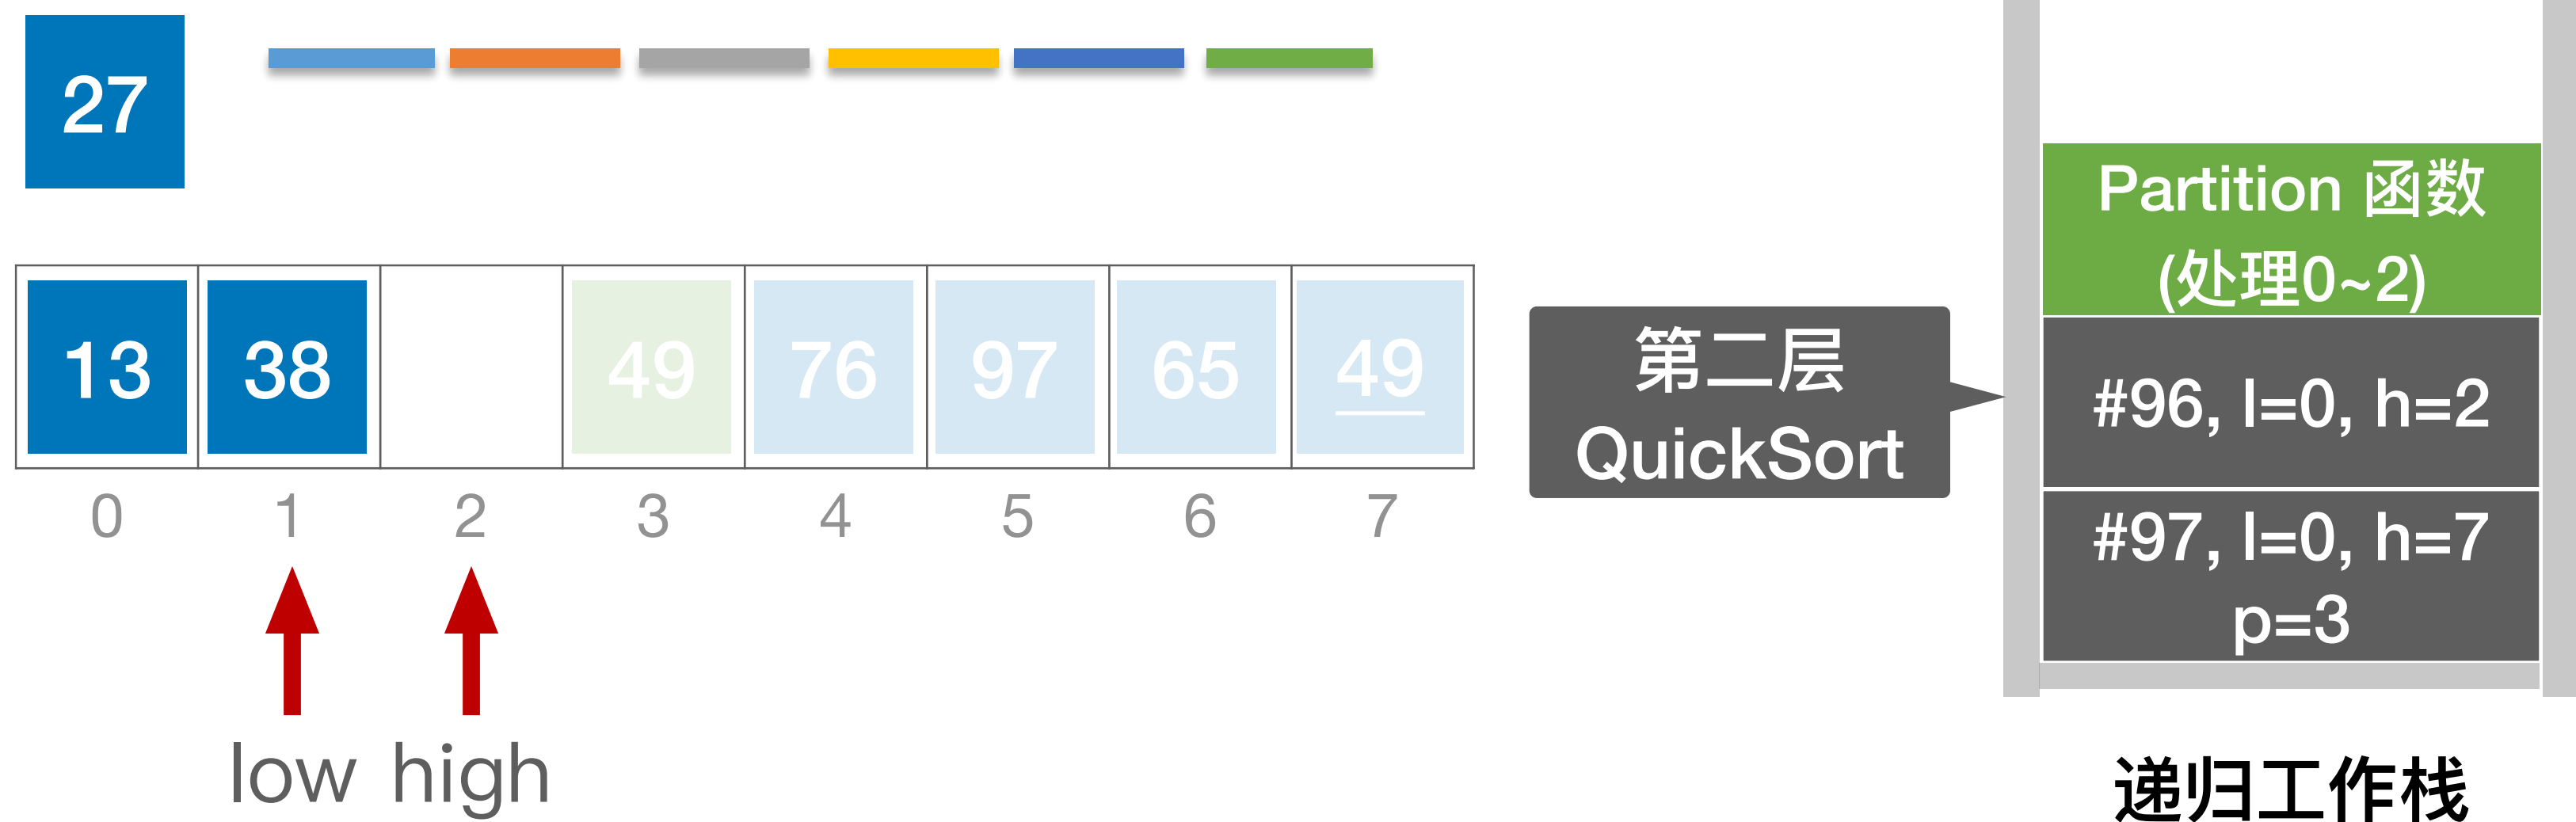 27
13 38 49 76 97 65 49
0 1 2 3 4 5 6 7
low high
第二层
QuickSort
Partition 函数
(处理0~2)
#96, l=0, h=2
#97, l=0, h=7
p=3
递归工作栈